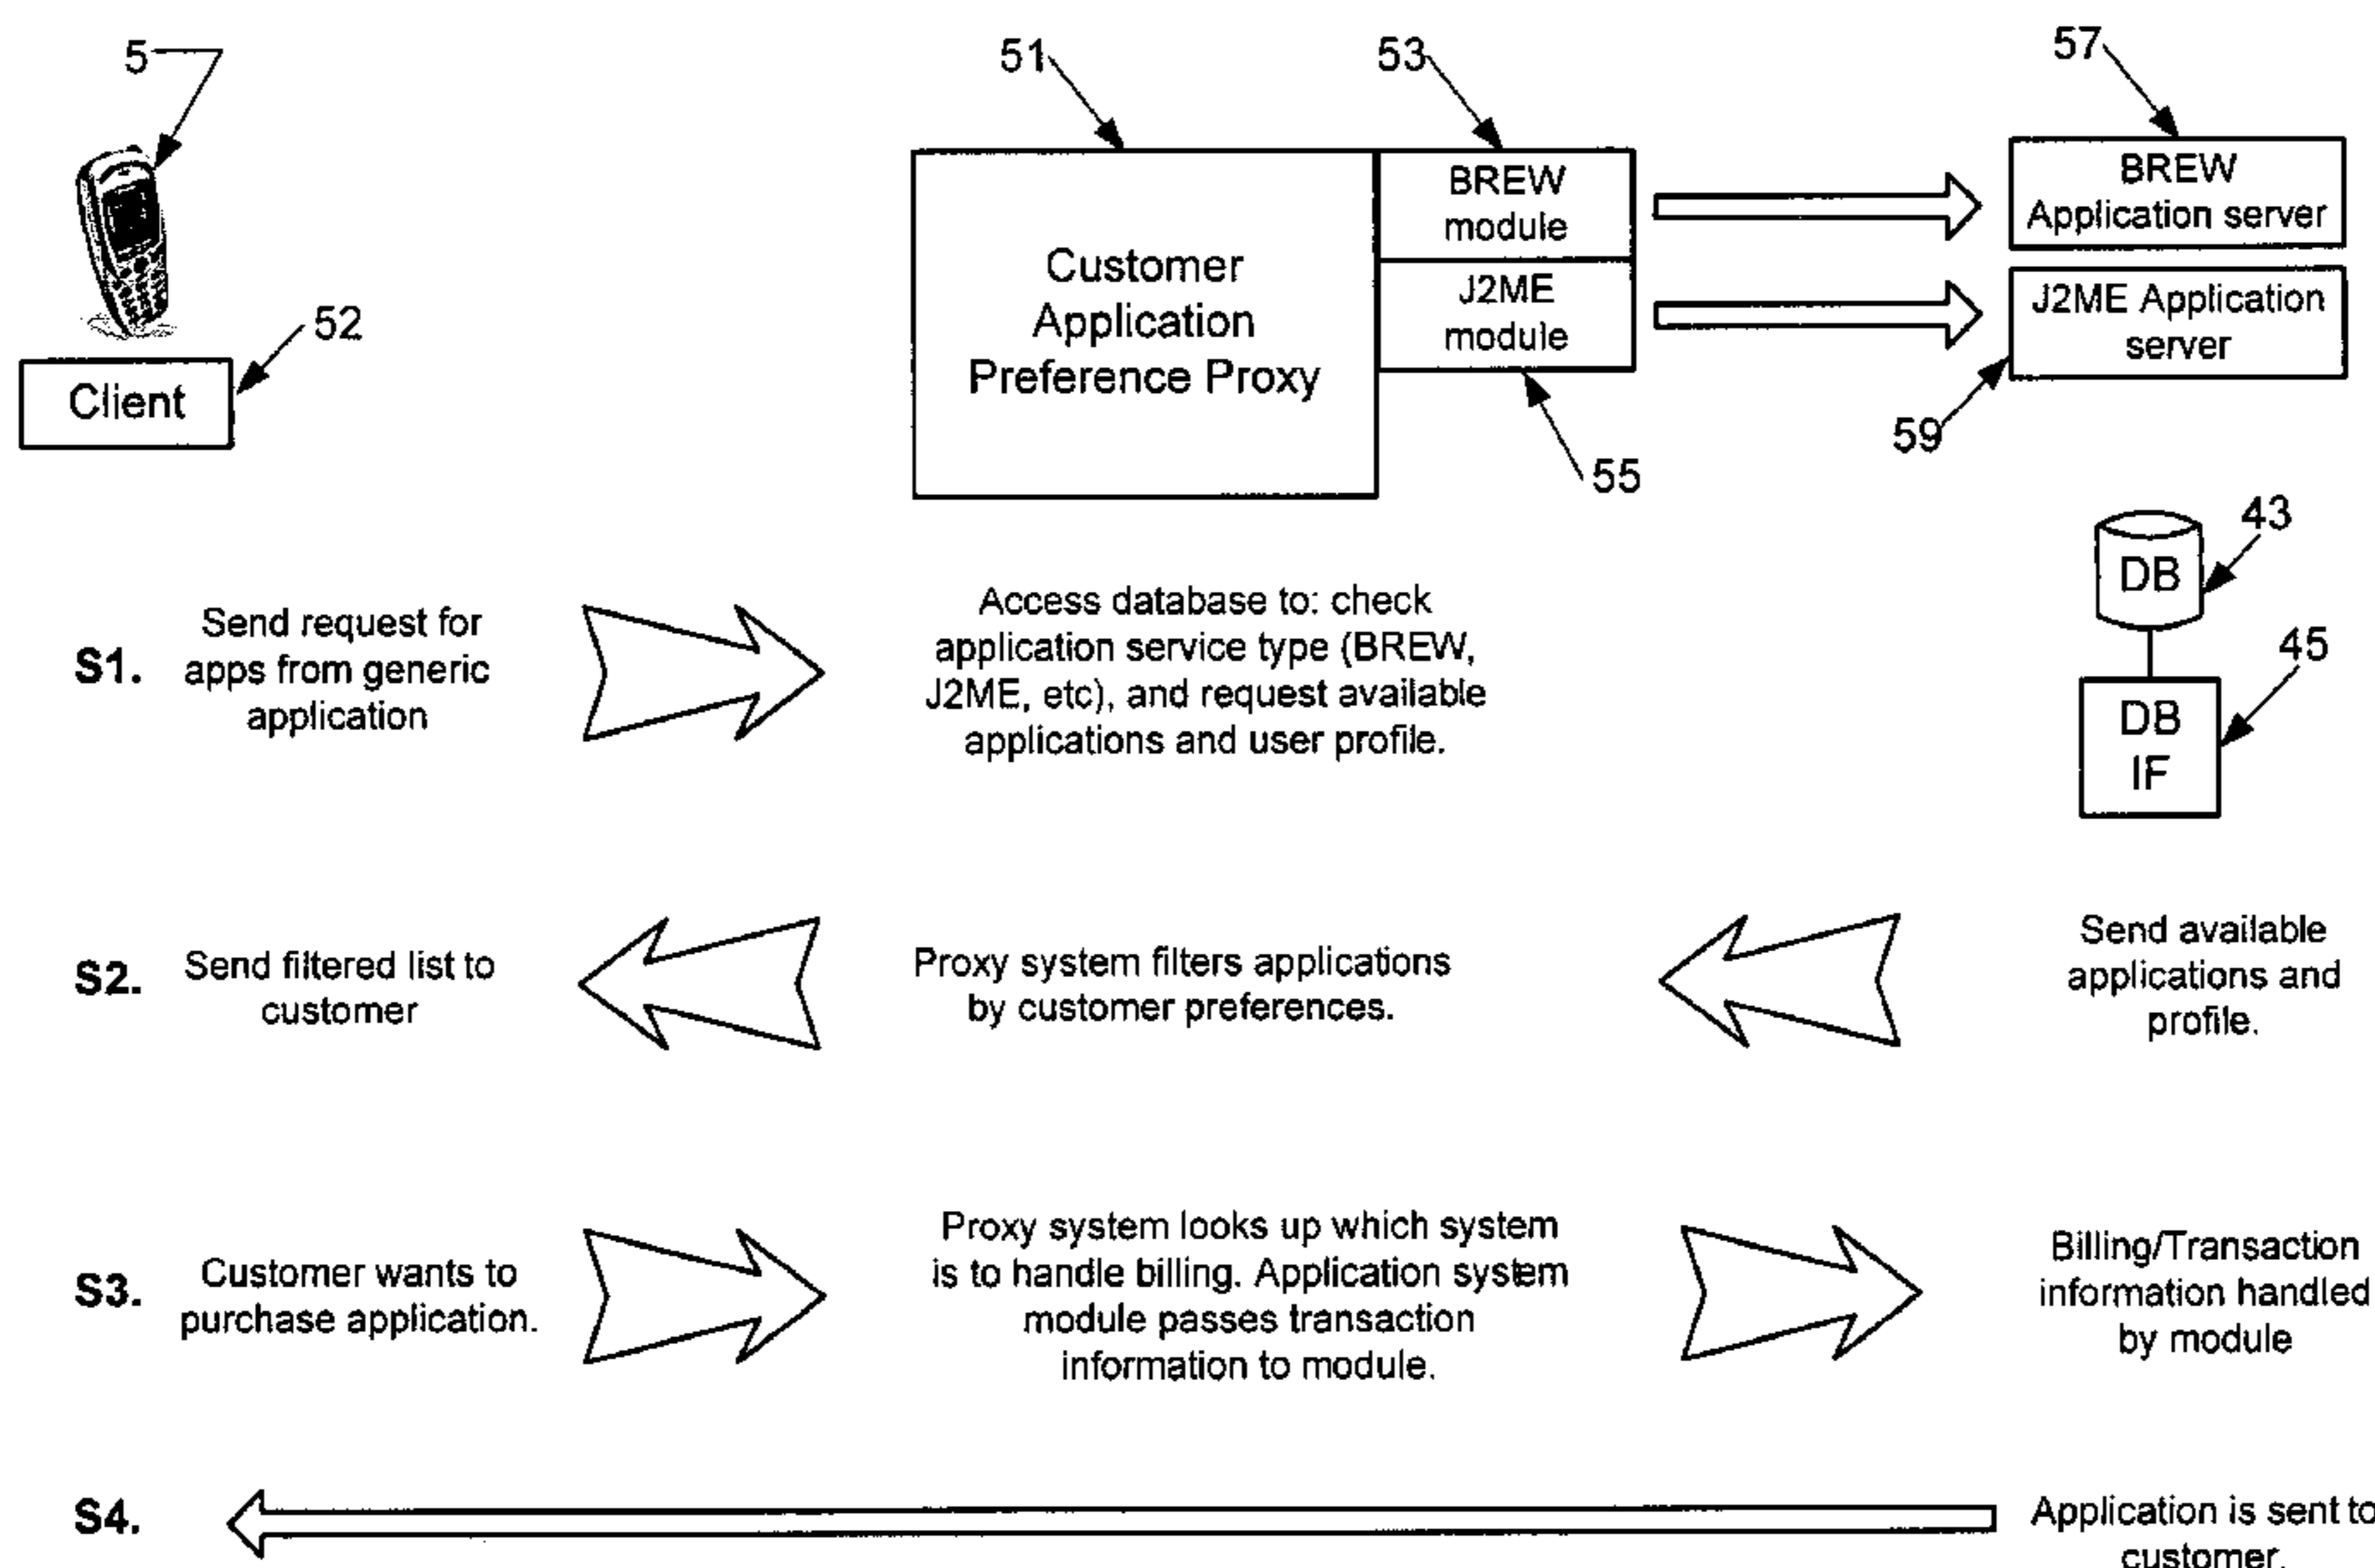 5
51
53
57
BREW
module
BREW
Application server
Customer
Application
Preference Proxy
J2ME
module
J2ME Application
server
52
Client
59
55
43
DB
45
DB
IF
S1.
Send request for
apps from generic
application
Access database to: check
application service type (BREW,
J2ME, etc), and request available
applications and user profile.
S2.
Send filtered list to
customer
Proxy system filters applications
by customer preferences.
Send available
applications and
profile.
S3.
Customer wants to
purchase application.
Proxy system looks up which system
is to handle billing. Application system
module passes transaction
information to module.
Billing/Transaction
information handled
by module
S4.
Application is sent to
customer.